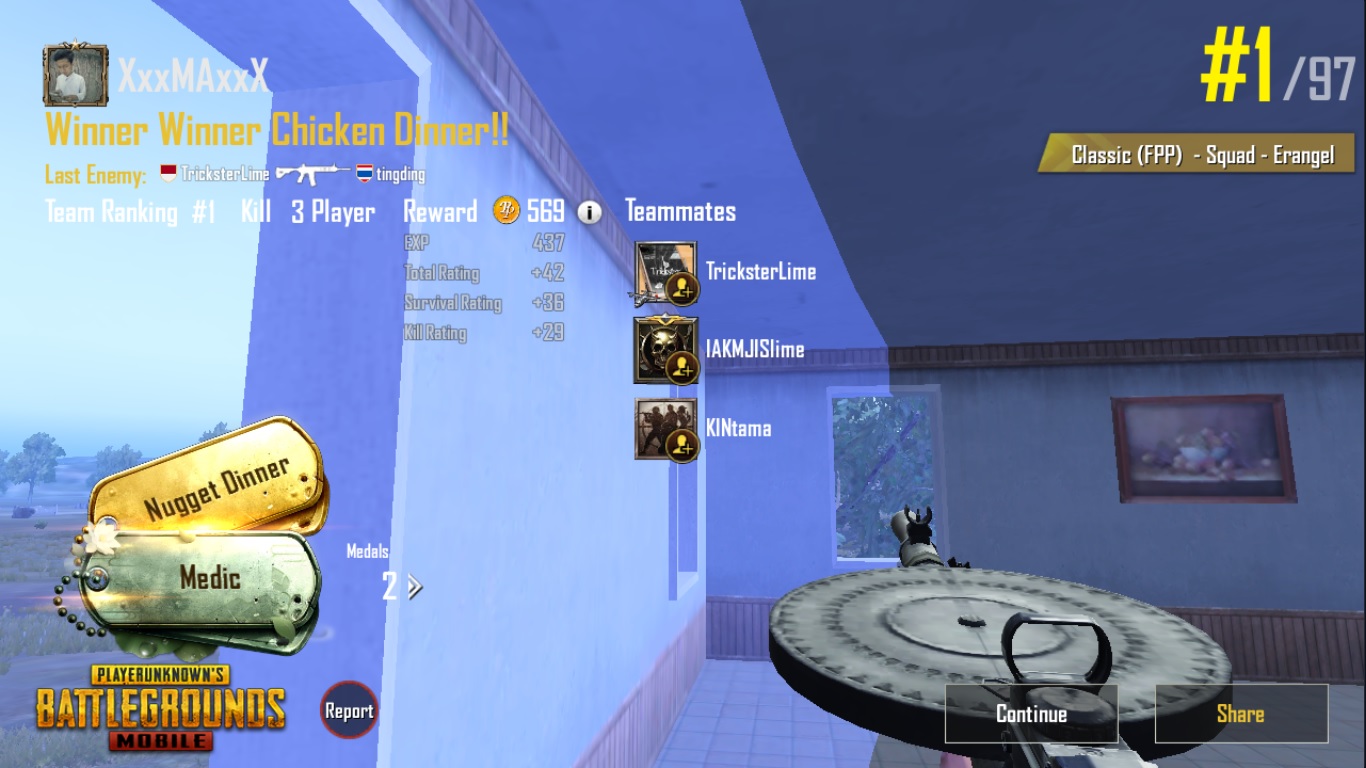 XxxMAxxX
#1/97
Winner Winner Chicken Dinner!!
Classic (FPP) - Squad - Erangel
Last Enemy: TricksterLime tingding
Team Ranking #1 Kill 3 Player Reward 569 i Teammates
EXP 437
Total Rating +42
Survival Rating +36
Kill Rating +29
TricksterLime
IAKMJISlime
KINtama
Nugget Dinner
Medic
Medals
2
PLAYERUNKNOWN'S
BATTLEGROUNDS
MOBILE
Report
Continue
Share